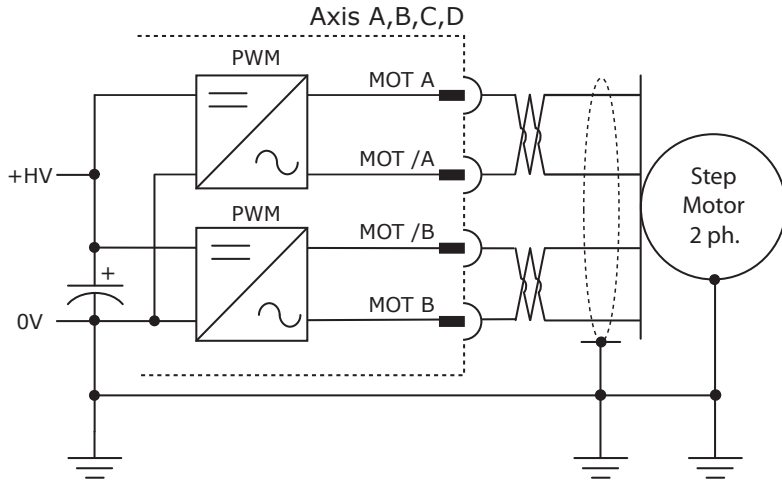 Axis A,B,C,D
PWM
MOT A
MOT /A
+HV
Step
Motor
2 ph.
PWM
MOT /B
+
MOT B
0V